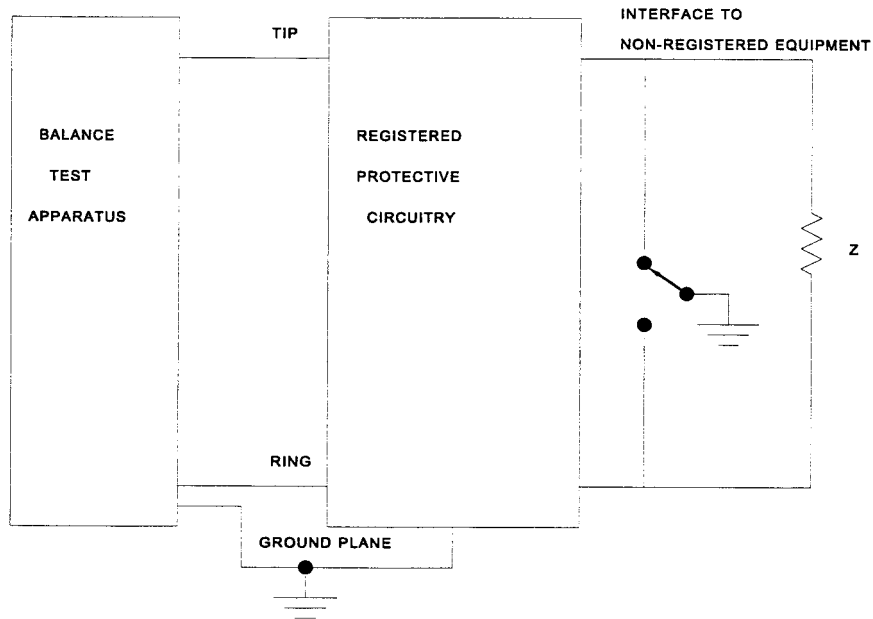 INTERFACE TO
NON-REGISTERED EQUIPMENT
TIP
BALANCE
TEST
APPARATUS
REGISTERED
PROTECTIVE
CIRCUITRY
Z
RING
GROUND PLANE